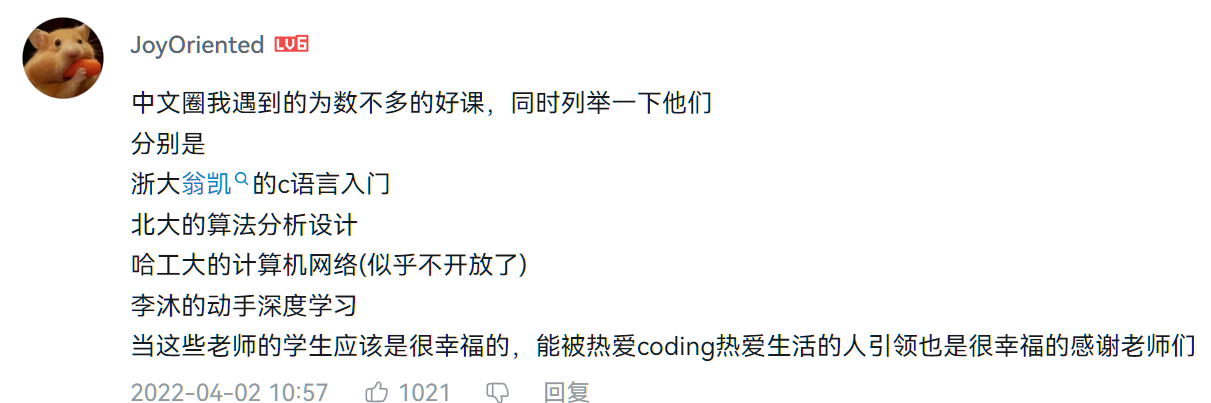 JoyOriented LV6
中文圈我遇到的为数不多的好课，同时列举一下他们
分别是
浙大翁凯的c语言入门
北大的算法分析设计
哈工大的计算机网络(似乎不开放了)
李沐的动手深度学习
当这些老师的学生应该是很幸福的，能被热爱coding热爱生活的人引领也是很幸福的感谢老师们
2022-04-02 10:57 1021 回复